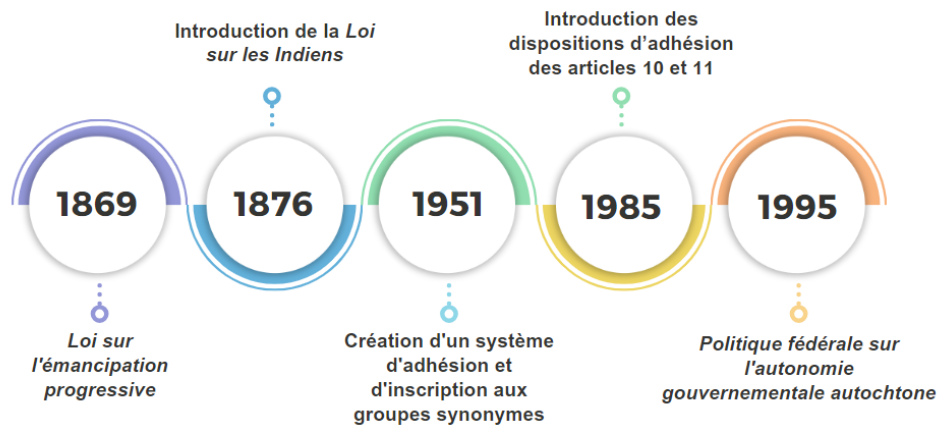 Introduction de la Loi
sur les Indiens
Introduction des
dispositions d’adhésion
des articles 10 et 11
1869
1876
1951
1985
1995
Loi sur
l'émancipation
progressive
Création d'un système
d'adhésion et
d'inscription aux
groupes synonymes
Politique fédérale sur
l'autonomie
gouvernementale autochtone